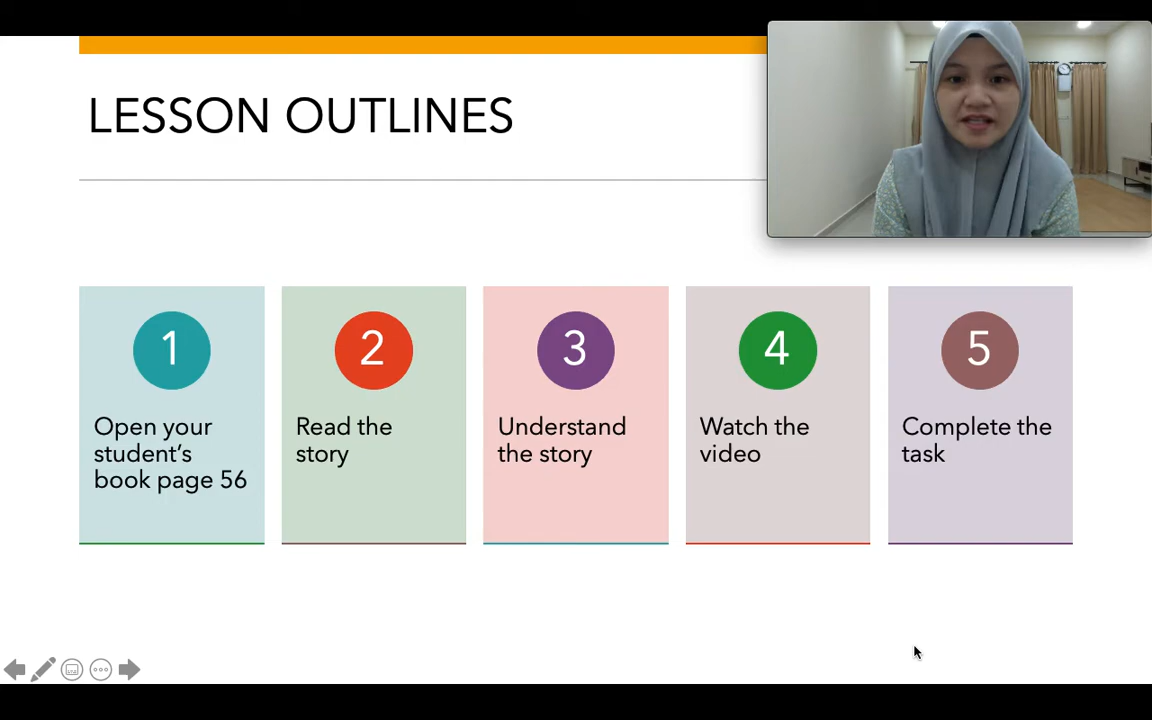 LESSON OUTLINES
1
Open your
student's
book page 56
2
Read the
story
3
Understand
the story
4
Watch the
video
5
Complete the
task